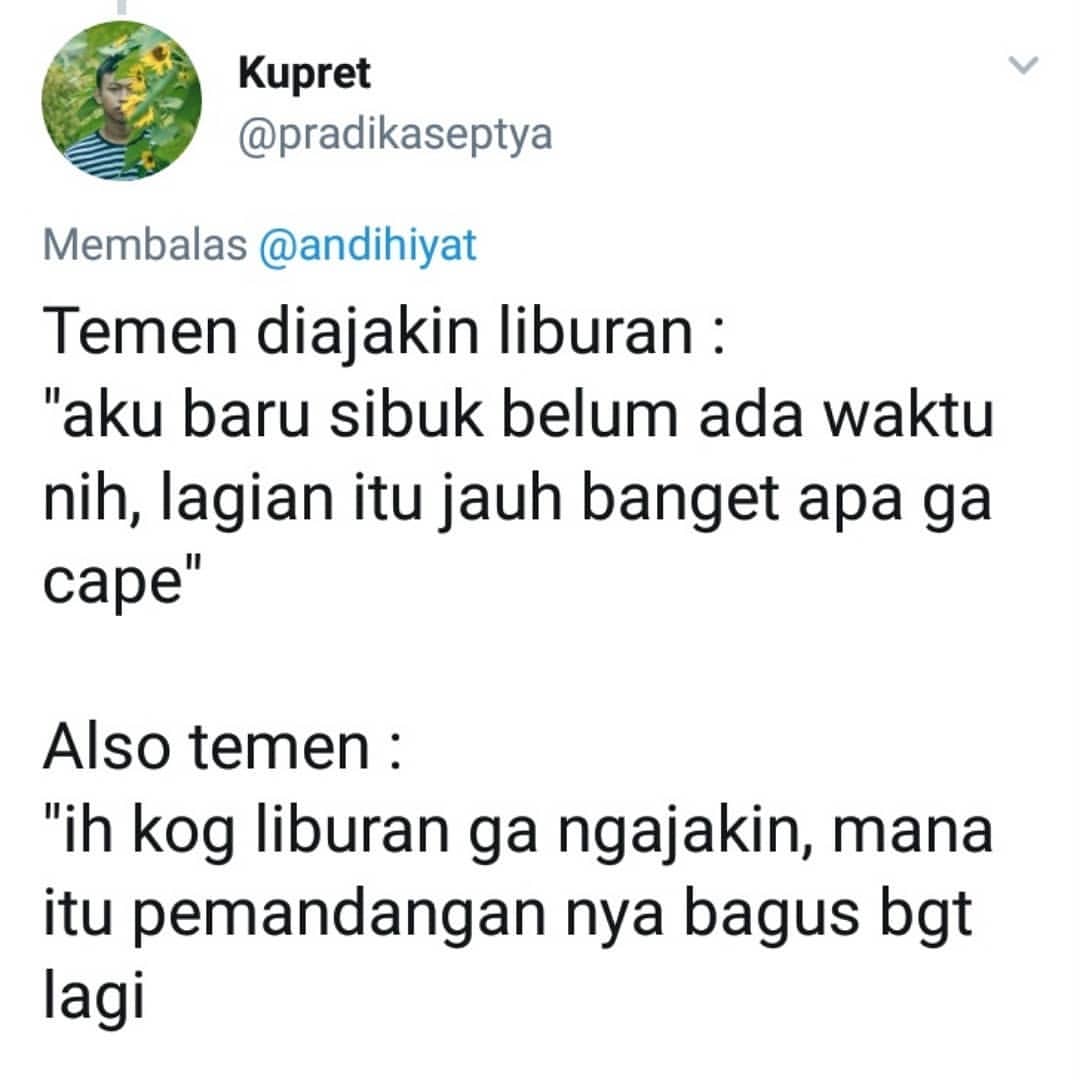 Kupret
@pradikaseptya
Membalas @andihiyat
Temen diajakin liburan :
"aku baru sibuk belum ada waktu
nih, lagian itu jauh banget apa ga
cape"
Also temen :
"ih kog liburan ga ngajakin, mana
itu pemandangan nya bagus bgt
lagi